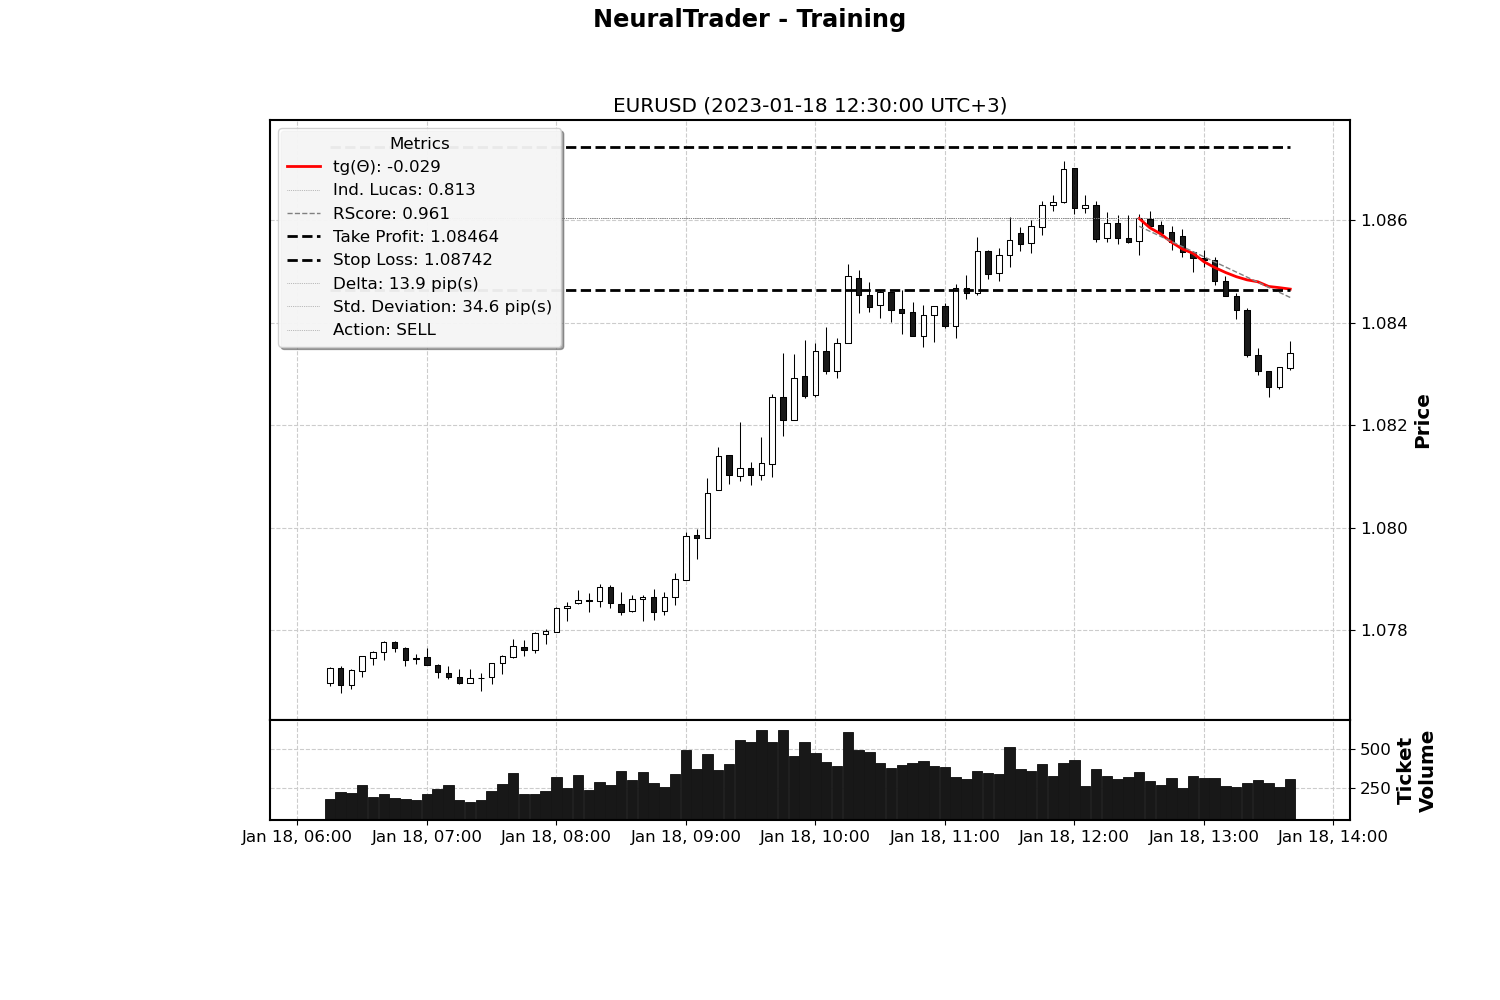 NeuralTrader - Training
EURUSD (2023-01-18 12:30:00 UTC+3)
Metrics
tg(Θ): -0.029
Ind. Lucas: 0.813
RScore: 0.961
Take Profit: 1.08464
Stop Loss: 1.08742
Delta: 13.9 pip(s)
Std. Deviation: 34.6 pip(s)
Action: SELL
1.086
1.084
1.082
1.080
1.078
Price
500
250
Ticket
Volume
Jan 18, 06:00
Jan 18, 07:00
Jan 18, 08:00
Jan 18, 09:00
Jan 18, 10:00
Jan 18, 11:00
Jan 18, 12:00
Jan 18, 13:00
Jan 18, 14:00